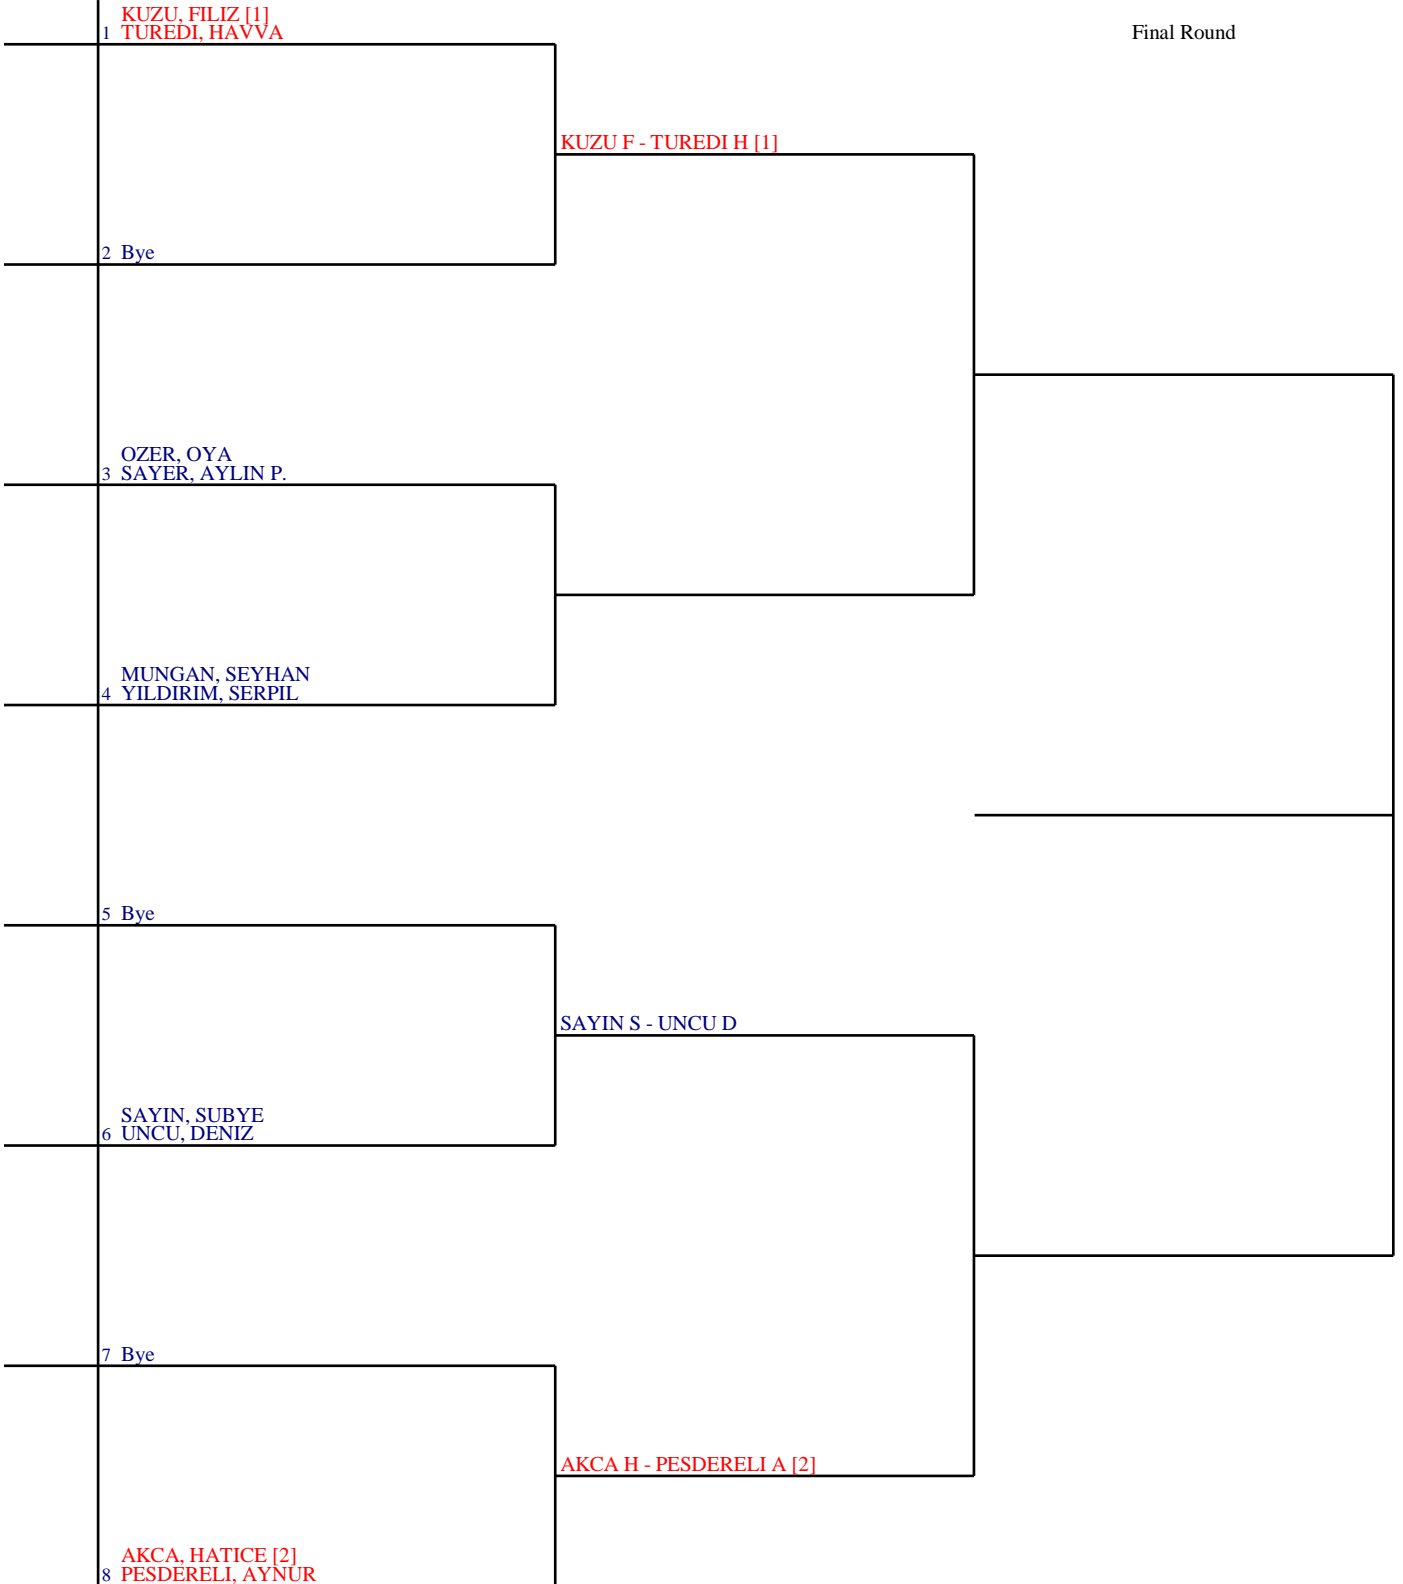 KUZU, FILIZ [1]
1 TUREDI, HAVVA
Final Round
KUZU F - TUREDI H [1]
2 Bye
OZER, OYA
3 SAYER, AYLIN P.
MUNGAN, SEYHAN
4 YILDIRIM, SERPIL
5 Bye
SAYIN S - UNCU D
SAYIN, SUBYE
6 UNCU, DENIZ
7 Bye
AKCA H - PESDERELI A [2]
AKCA, HATICE [2]
8 PESDERELI, AYNUR